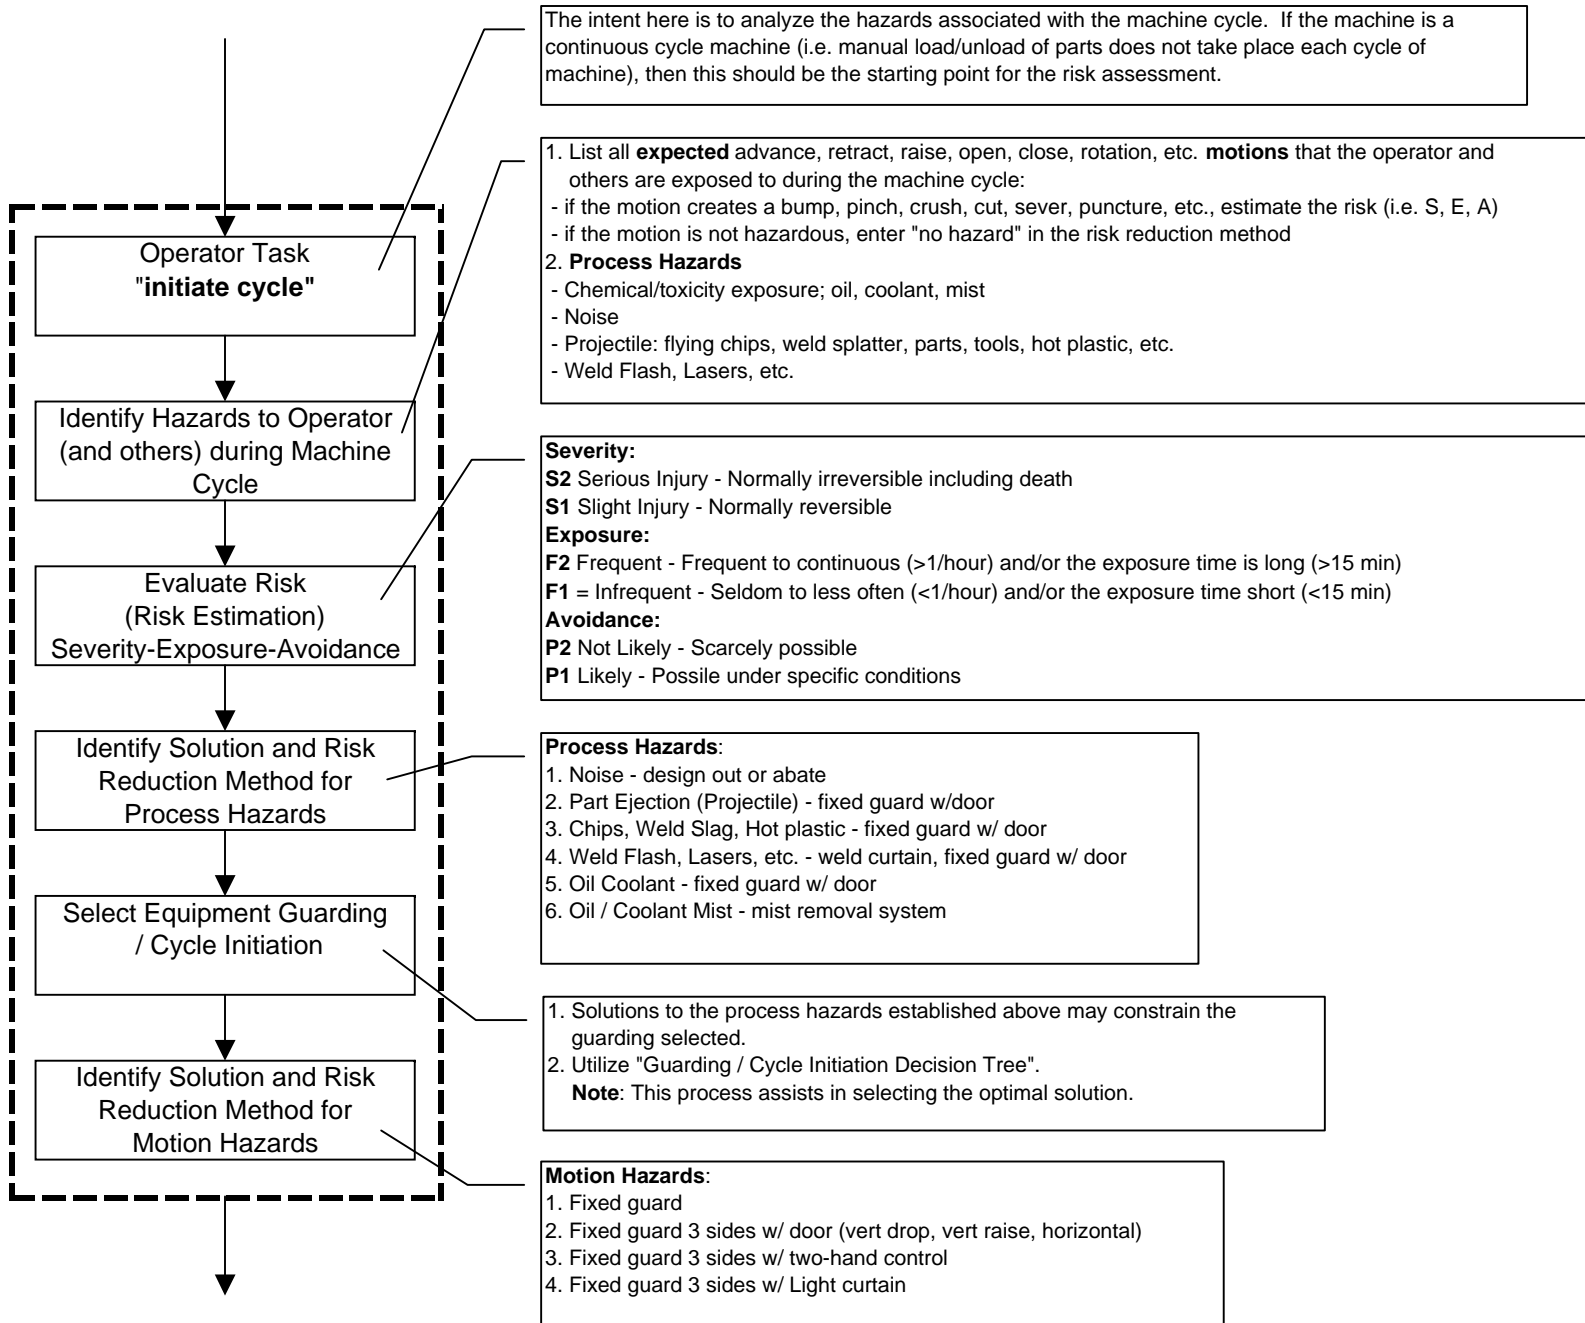 The intent here is to analyze the hazards associated with the machine cycle.  If the machine is a
continuous cycle machine (i.e. manual load/unload of parts does not take place each cycle of
machine), then this should be the starting point for the risk assessment.
1. List all expected advance, retract, raise, open, close, rotation, etc. motions that the operator and
others are exposed to during the machine cycle:
- if the motion creates a bump, pinch, crush, cut, sever, puncture, etc., estimate the risk (i.e. S, E, A)
- if the motion is not hazardous, enter "no hazard" in the risk reduction method
2. Process Hazards
- Chemical/toxicity exposure; oil, coolant, mist
- Noise
- Projectile: flying chips, weld splatter, parts, tools, hot plastic, etc.
- Weld Flash, Lasers, etc.
Operator Task
"initiate cycle"
Identify Hazards to Operator
(and others) during Machine
Cycle
Severity:
S2 Serious Injury - Normally irreversible including death
S1 Slight Injury - Normally reversible
Exposure:
F2 Frequent - Frequent to continuous (>1/hour) and/or the exposure time is long (>15 min)
F1 = Infrequent - Seldom to less often (<1/hour) and/or the exposure time short (<15 min)
Avoidance:
P2 Not Likely - Scarcely possible
P1 Likely - Possile under specific conditions
Evaluate Risk
(Risk Estimation)
Severity-Exposure-Avoidance
Identify Solution and Risk
Reduction Method for
Process Hazards
Process Hazards:
1. Noise - design out or abate
2. Part Ejection (Projectile) - fixed guard w/door
3. Chips, Weld Slag, Hot plastic - fixed guard w/ door
4. Weld Flash, Lasers, etc. - weld curtain, fixed guard w/ door
5. Oil Coolant - fixed guard w/ door
6. Oil / Coolant Mist - mist removal system
Select Equipment Guarding
/ Cycle Initiation
1. Solutions to the process hazards established above may constrain the
guarding selected.
2. Utilize "Guarding / Cycle Initiation Decision Tree".
Note: This process assists in selecting the optimal solution.
Identify Solution and Risk
Reduction Method for
Motion Hazards
Motion Hazards:
1. Fixed guard
2. Fixed guard 3 sides w/ door (vert drop, vert raise, horizontal)
3. Fixed guard 3 sides w/ two-hand control
4. Fixed guard 3 sides w/ Light curtain